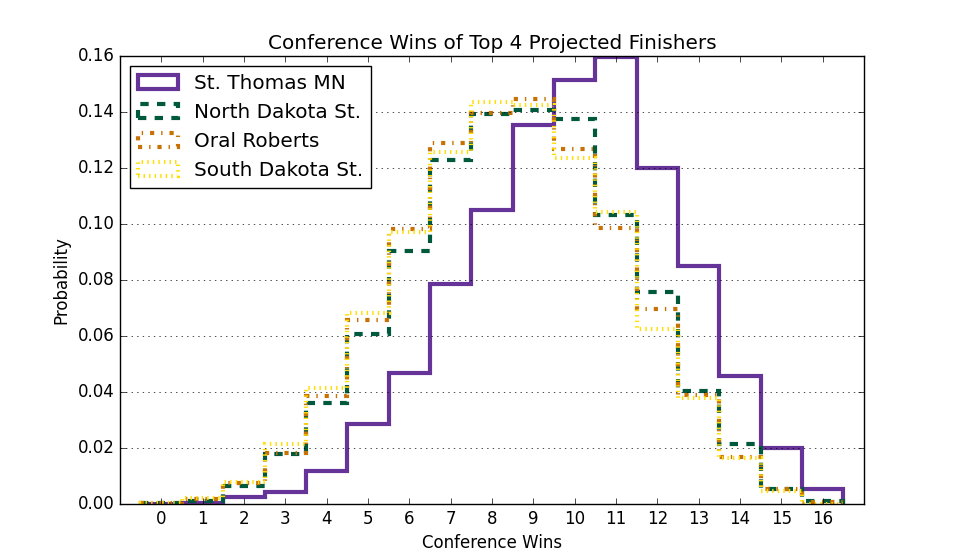 Conference Wins of Top 4 Projected Finishers
0.16
0.14
0.12
0.10
0.08
0.06
0.04
0.02
0.00
Probability
St. Thomas MN
North Dakota St.
Oral Roberts
South Dakota St.
0 1 2 3 4 5 6 7 8 9 10 11 12 13 14 15 16
Conference Wins